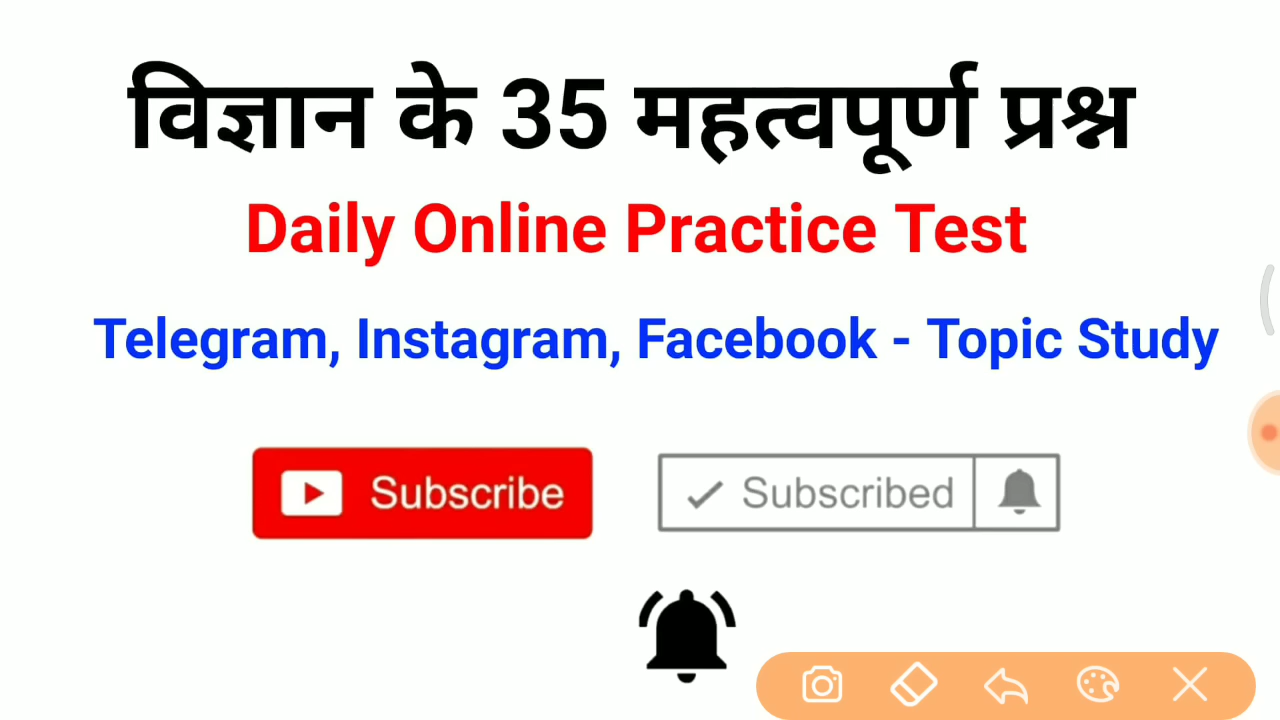 विज्ञान के 35 महत्वपूर्ण प्रश्न
Daily Online Practice Test
Telegram, Instagram, Facebook - Topic Study
Subscribe
Subscribed